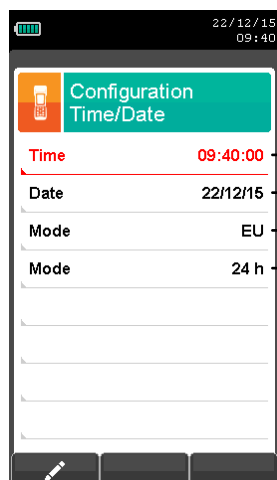 22/12/15
09:40
Configuration
Time/Date
Time 09:40:00
Date 22/12/15
Mode EU
Mode 24 h